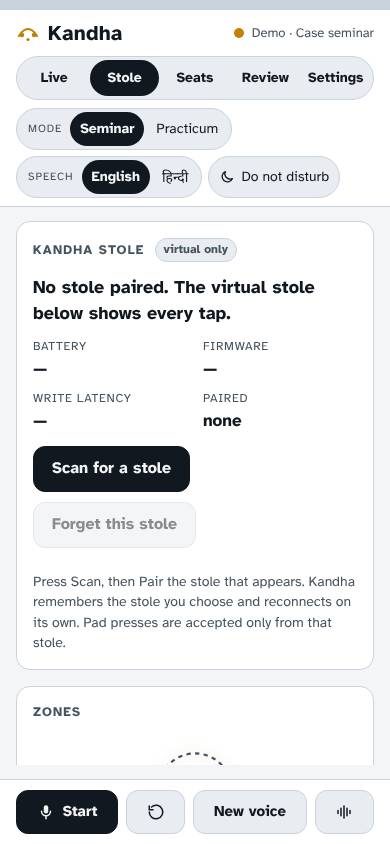 Kandha
Demo · Case seminar
Live Stole Seats Review Settings
MODE Seminar Practicum
SPEECH English हिन्दी Do not disturb
KANDHA STOLE virtual only
No stole paired. The virtual stole
below shows every tap.
BATTERY FIRMWARE
— —
WRITE LATENCY PAIRED
— none
Scan for a stole
Forget this stole
Press Scan, then Pair the stole that appears. Kandha
remembers the stole you choose and reconnects on
its own. Pad presses are accepted only from that
stole.
ZONES
Start New voice